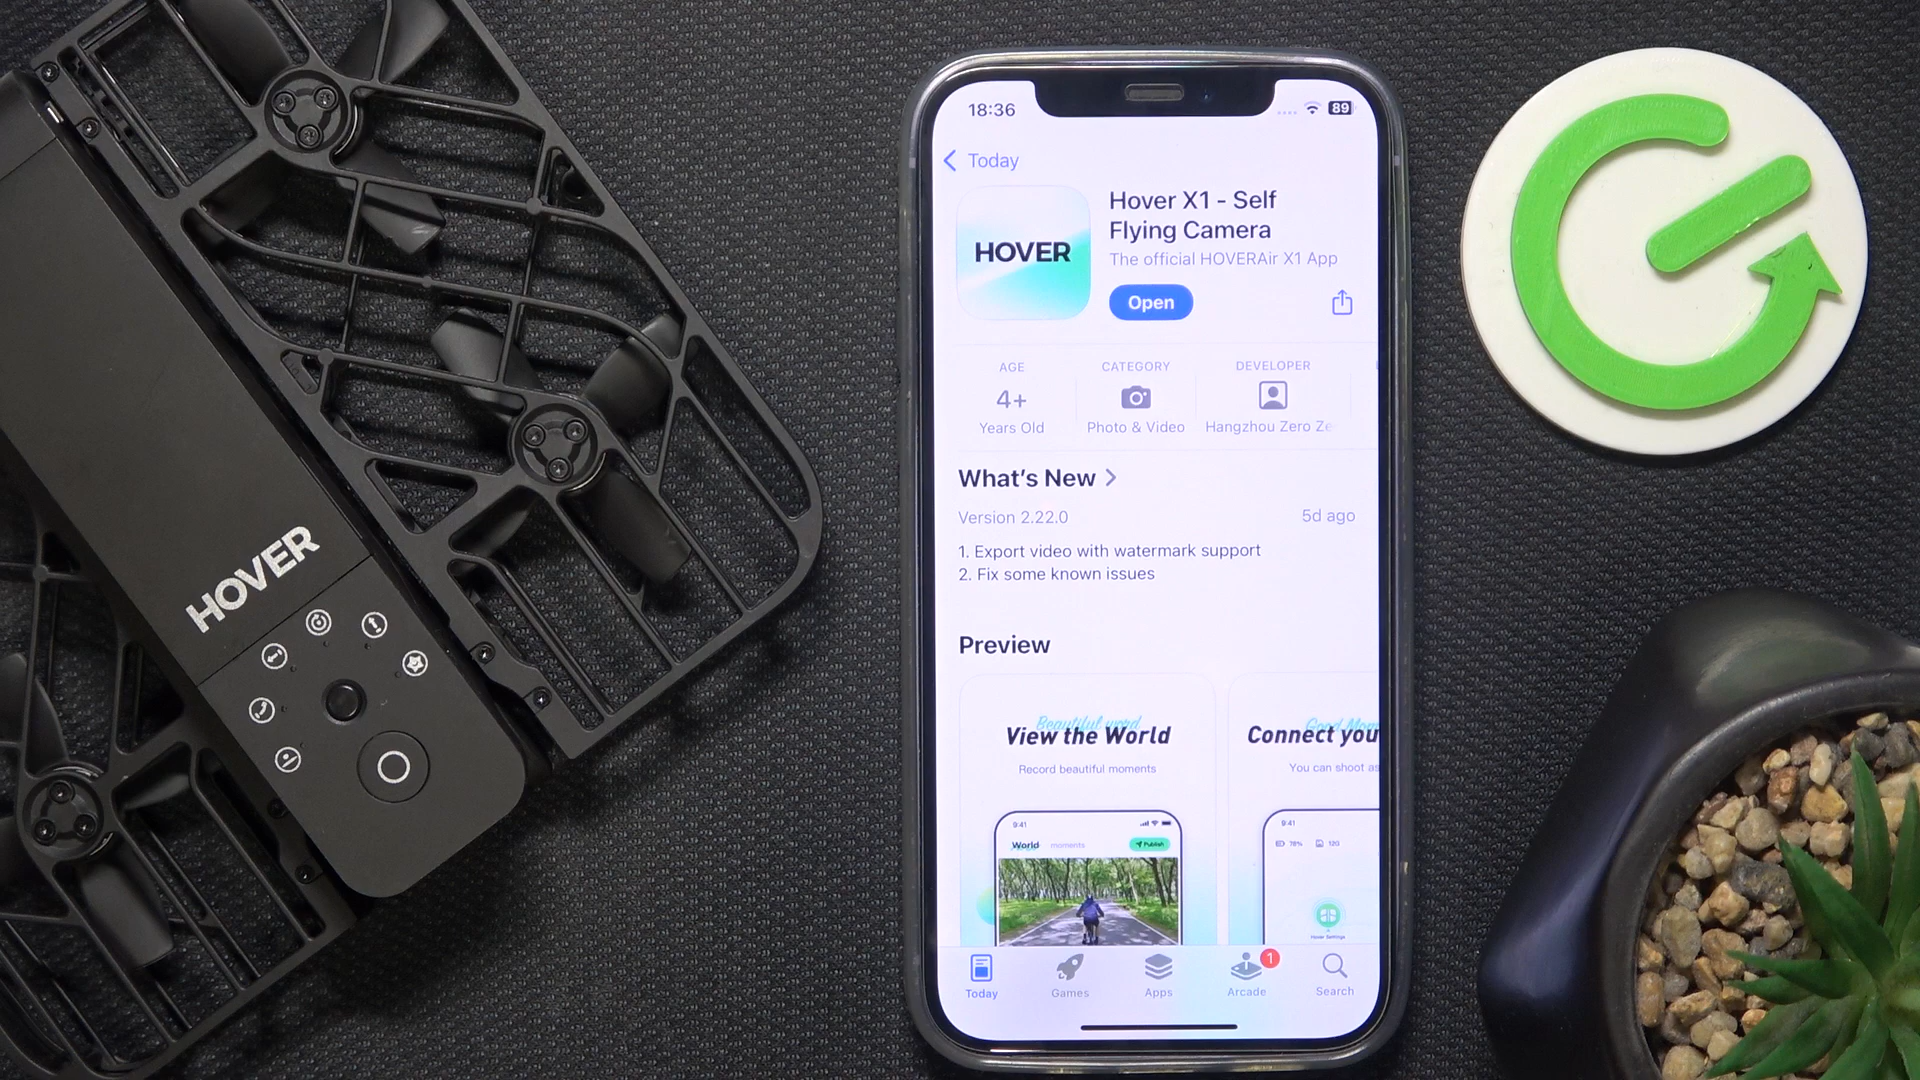 HOVER
18:36
89
Today
HOVER
Hover X1 - Self
Flying Camera
The official HOVERAir X1 App
Open
AGE
4+
Years Old
CATEGORY
Photo & Video
DEVELOPER
Hangzhou Zero Ze
What's New
Version 2.22.0
5d ago
1. Export video with watermark support
2. Fix some known issues
Preview
Beautiful word
View the World
Record beautiful moments
9:41
World
moments
Publish
Good Mom
Connect you
You can shoot as
9:41
78%
12G
Hover Settings
Today
Games
Apps
1
Arcade
Search